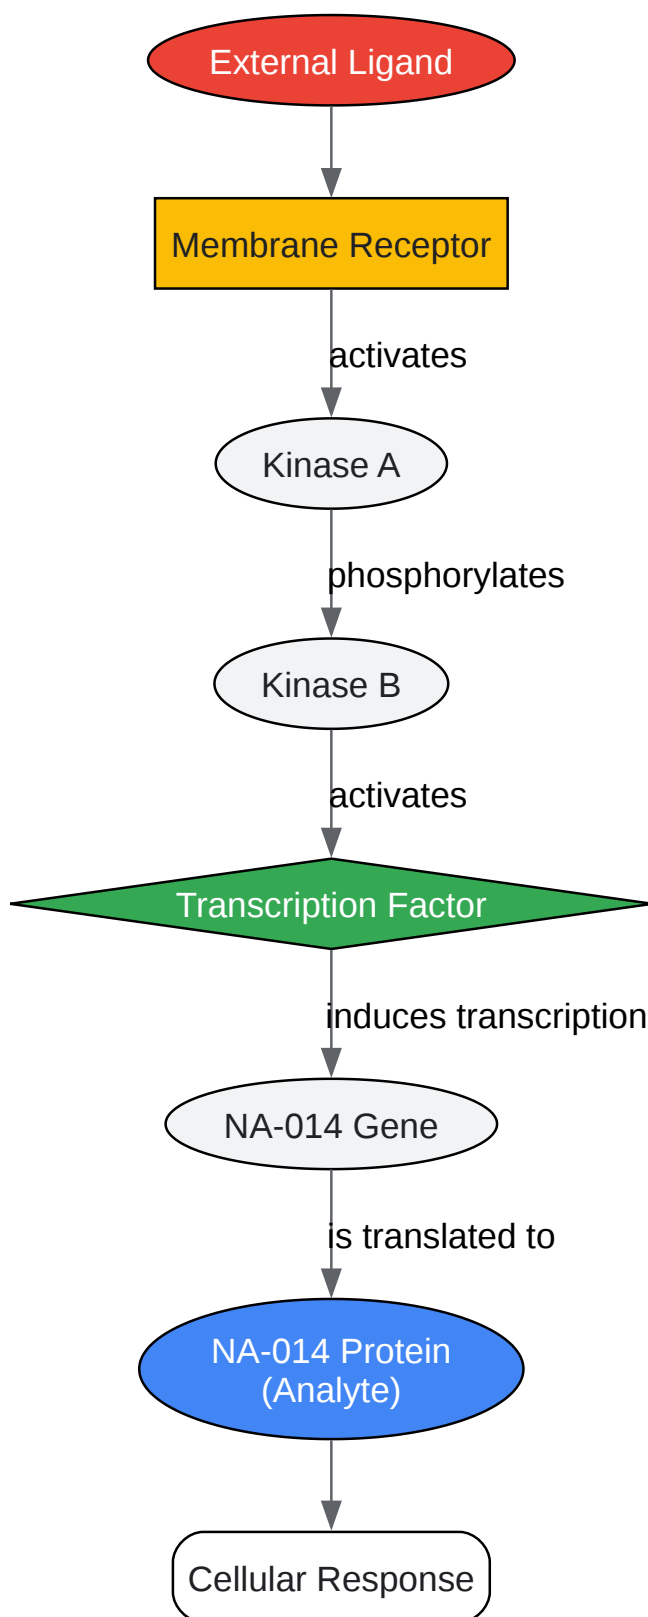 External Ligand
Membrane Receptor
activates
Kinase A
phosphorylates
Kinase B
activates
Transcription Factor
induces transcription
NA-014 Gene
is translated to
NA-014 Protein
(Analyte)
Cellular Response